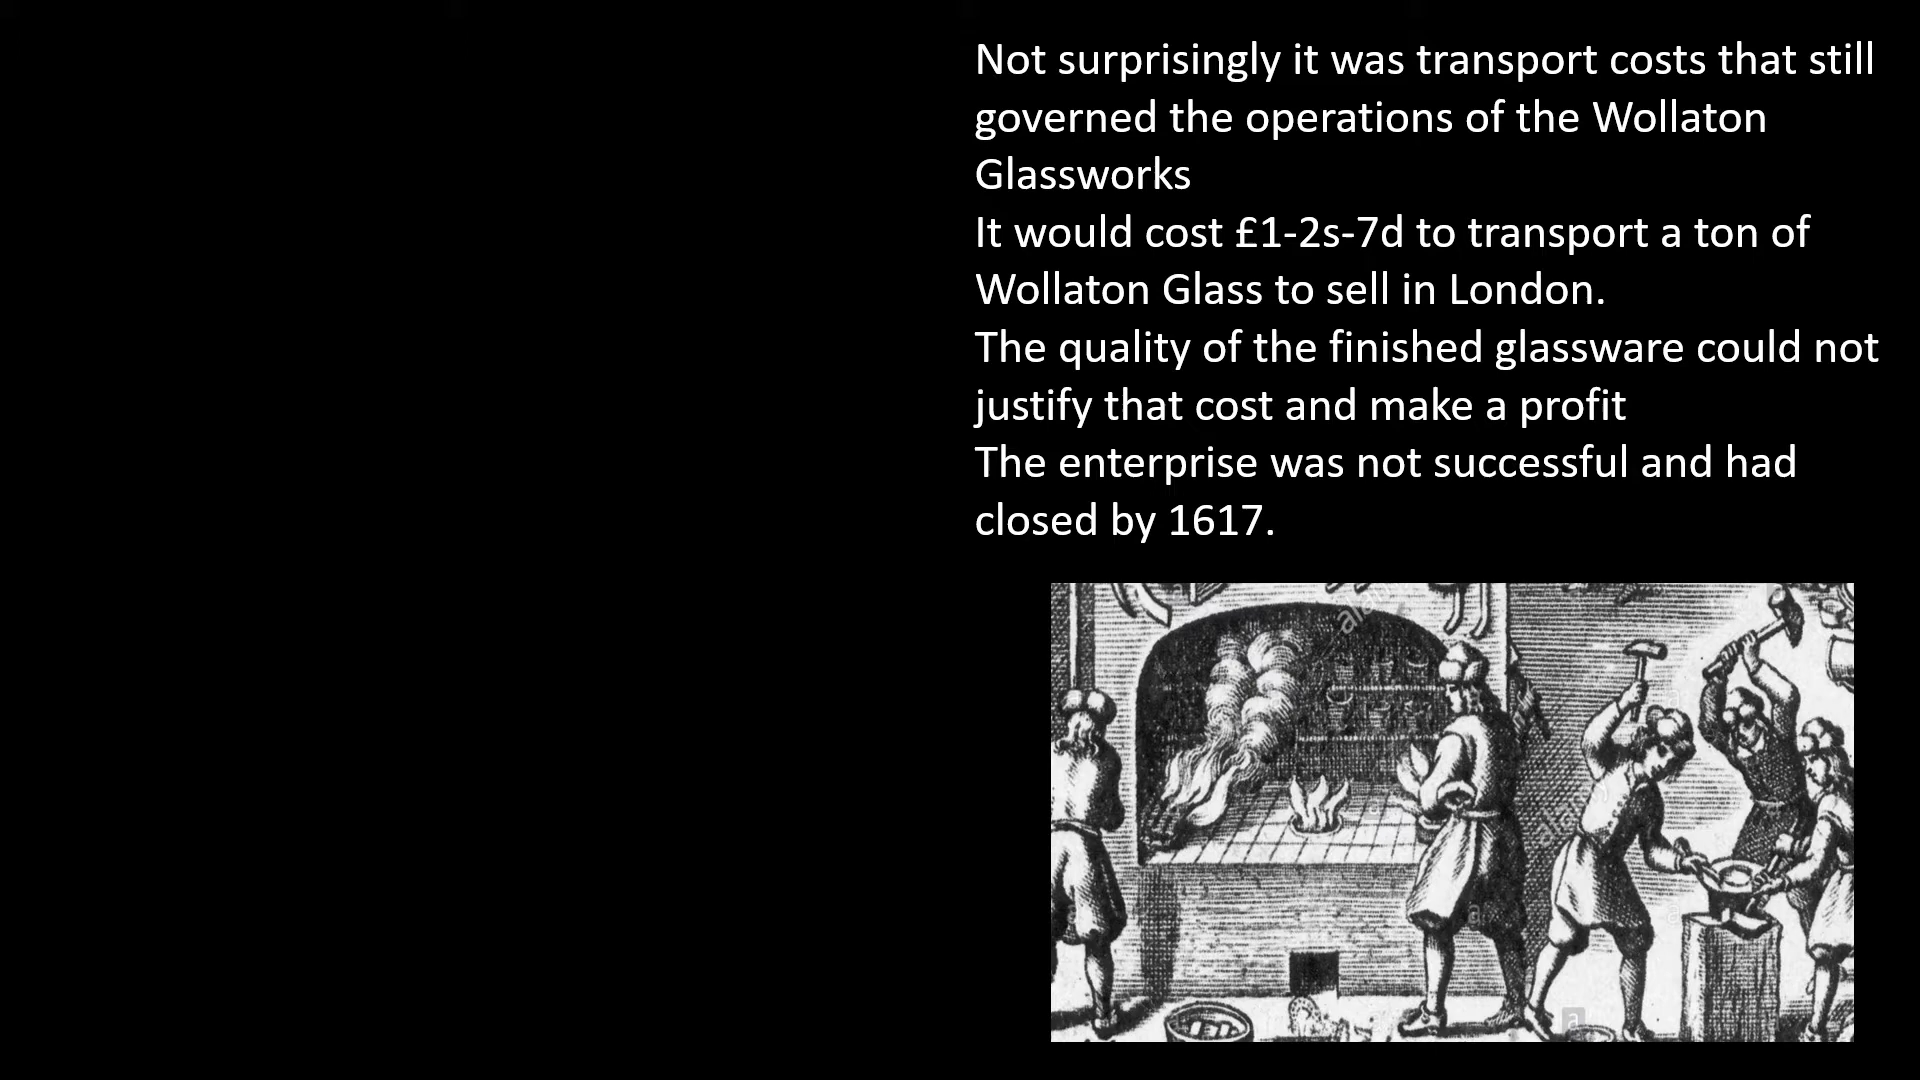 Not surprisingly it was transport costs that still
governed the operations of the Wollaton
Glassworks
It would cost £1-2s-7d to transport a ton of
Wollaton Glass to sell in London.
The quality of the finished glassware could not
justify that cost and make a profit
The enterprise was not successful and had
closed by 1617.
alamy
alamy
a
a
a
a
a